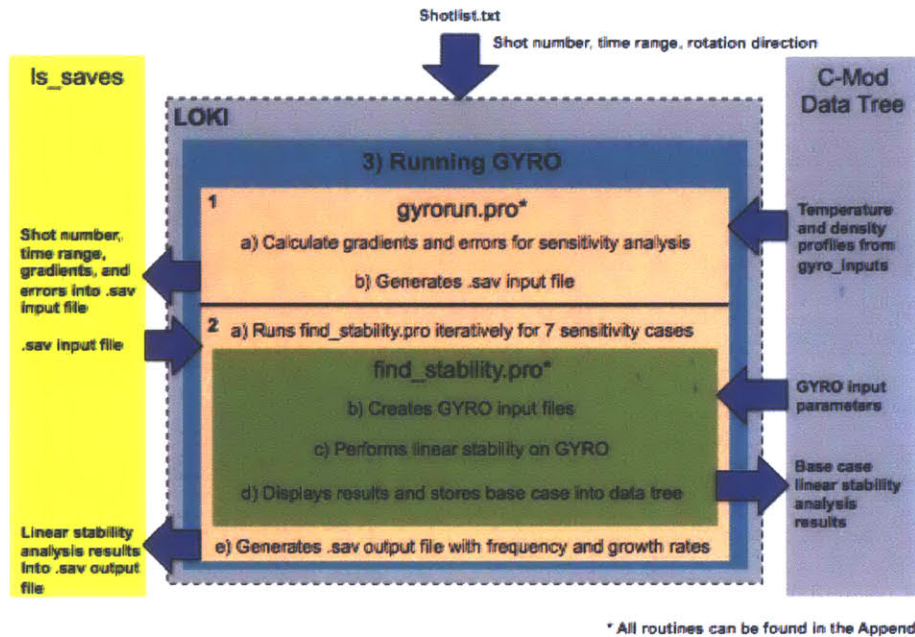 Shotlist.txt
Shot number, time range, rotation direction
ls_saves
C-Mod
Data Tree
LOKI
3) Running GYRO
1
gyrorun.pro*
a) Calculate gradients and errors for sensitivity analysis
b) Generates .sav input file
Shot number,
time range,
gradients, and
errors into .sav
input file
Temperature
and density
profiles from
gyro_inputs
.sav input file
2
a) Runs find_stability.pro iteratively for 7 sensitivity cases
find_stability.pro*
b) Creates GYRO input files
c) Performs linear stability on GYRO
d) Displays results and stores base case into data tree
GYRO input
parameters
Base case
linear stability
analysis
results
Linear stability
analysis results
Into .sav output
file
e) Generates .sav output file with frequency and growth rates
* All routines can be found in the Append